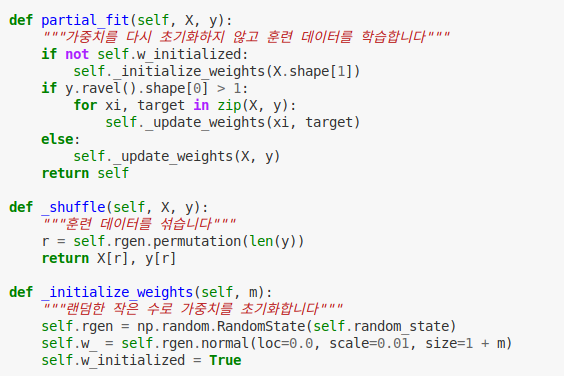 def partial_fit(self, X, y):
    """가중치를 다시 초기화하지 않고 훈련 데이터를 학습합니다"""
    if not self.w_initialized:
        self._initialize_weights(X.shape[1])
    if y.ravel().shape[0] > 1:
        for xi, target in zip(X, y):
            self._update_weights(xi, target)
    else:
        self._update_weights(X, y)
    return self

def _shuffle(self, X, y):
    """훈련 데이터를 섞습니다"""
    r = self.rgen.permutation(len(y))
    return X[r], y[r]

def _initialize_weights(self, m):
    """랜덤한 작은 수로 가중치를 초기화합니다"""
    self.rgen = np.random.RandomState(self.random_state)
    self.w_ = self.rgen.normal(loc=0.0, scale=0.01, size=1 + m)
    self.w_initialized = True